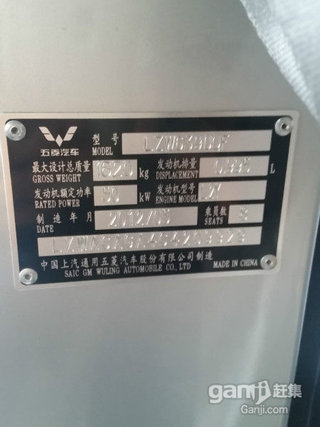 五菱汽车
型号
MODEL
最大设计总质量 kg 发动机排量 L
GROSS WEIGHT DISPLACEMENT
发动机额定功率 kW 发动机型号
RATED POWER ENGINE MODEL
制造年月 2012/03 乘员数 8
DATE SEATS
中国上汽通用五菱汽车股份有限公司制造
SAIC GM WULING AUTOMOBILE CO., LTD MADE IN CHINA
ganji 赶集
Ganji.com